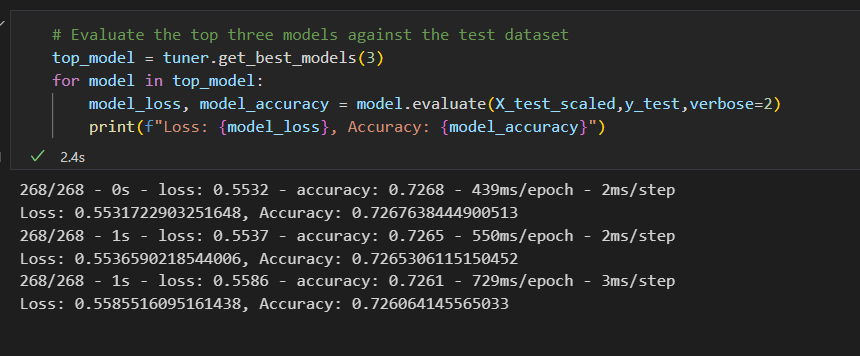 # Evaluate the top three models against the test dataset
top_model = tuner.get_best_models(3)
for model in top_model:
    model_loss, model_accuracy = model.evaluate(X_test_scaled,y_test,verbose=2)
    print(f"Loss: {model_loss}, Accuracy: {model_accuracy}")
2.4s
268/268 - 0s - loss: 0.5532 - accuracy: 0.7268 - 439ms/epoch - 2ms/step
Loss: 0.5531722903251648, Accuracy: 0.7267638444900513
268/268 - 1s - loss: 0.5537 - accuracy: 0.7265 - 550ms/epoch - 2ms/step
Loss: 0.5536590218544006, Accuracy: 0.7265306115150452
268/268 - 1s - loss: 0.5586 - accuracy: 0.7261 - 729ms/epoch - 3ms/step
Loss: 0.5585516095161438, Accuracy: 0.726064145565033